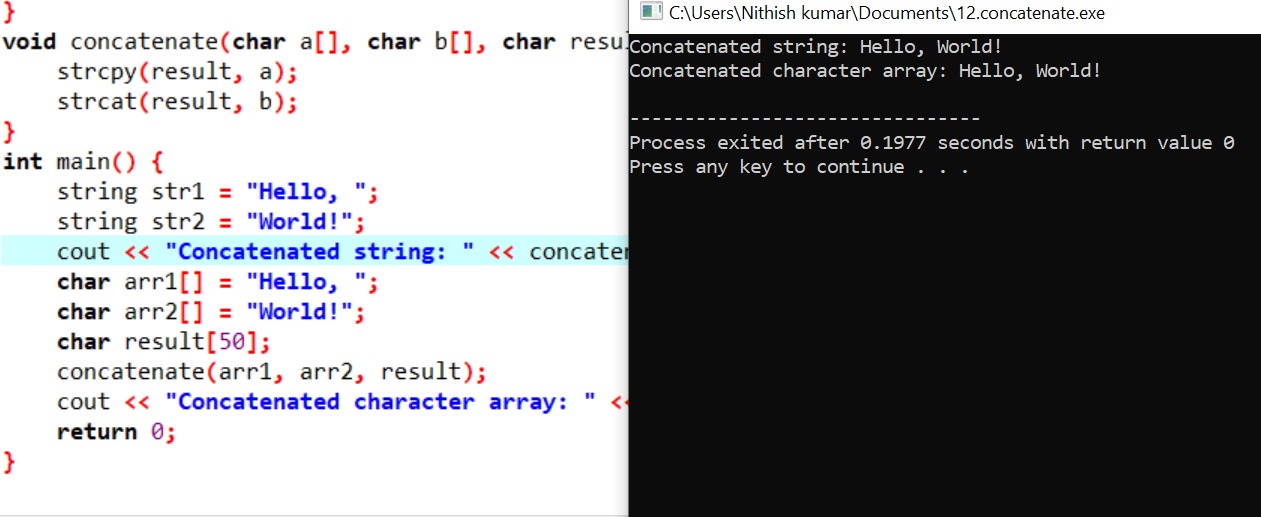 }
void concatenate(char a[], char b[], char resu
    strcpy(result, a);
    strcat(result, b);
}
int main() {
    string str1 = "Hello, ";
    string str2 = "World!";
    cout << "Concatenated string: " << concaten
    char arr1[] = "Hello, ";
    char arr2[] = "World!";
    char result[50];
    concatenate(arr1, arr2, result);
    cout << "Concatenated character array: " <<
    return 0;
}
C:\Users\Nithish kumar\Documents\12.concatenate.exe
Concatenated string: Hello, World!
Concatenated character array: Hello, World!
--------------------------------
Process exited after 0.1977 seconds with return value 0
Press any key to continue . . .